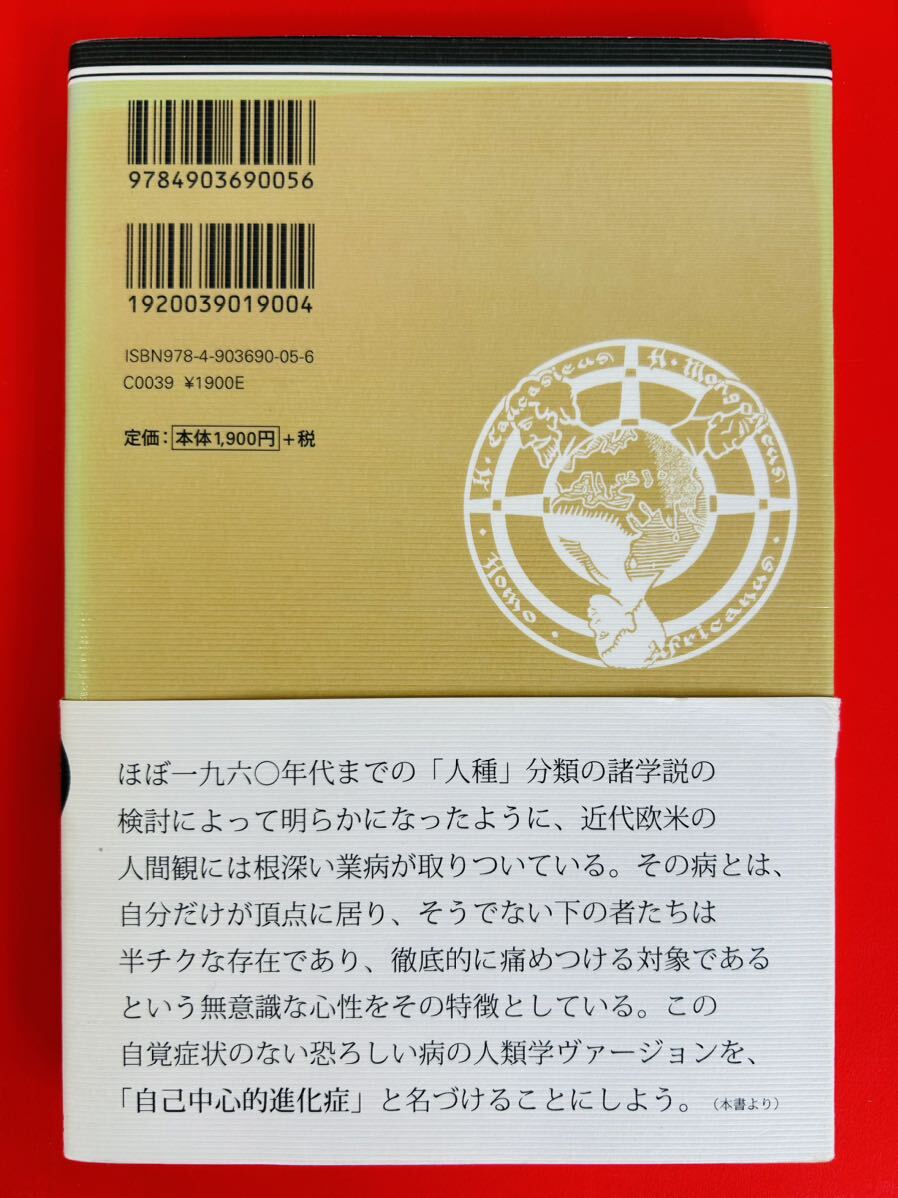 9784903690056
1920039019004
ISBN978-4-903690-05-6
C0039 ¥1900E
定価：本体1,900円＋税
H. Caucasicus
H. Mongolicus
Homo
Africanus
ほぼ一九六〇年代までの「人種」分類の諸学説の
検討によって明らかになったように、近代欧米の
人間観には根深い業病が取りついている。その病とは、
自分だけが頂点に居り、そうでない下の者たちは
半チクな存在であり、徹底的に痛めつける対象である
という無意識な心性をその特徴としている。この
自覚症状のない恐ろしい病の人類学ヴァージョンを、
「自己中心的進化症」と名づけることにしよう。（本書より）